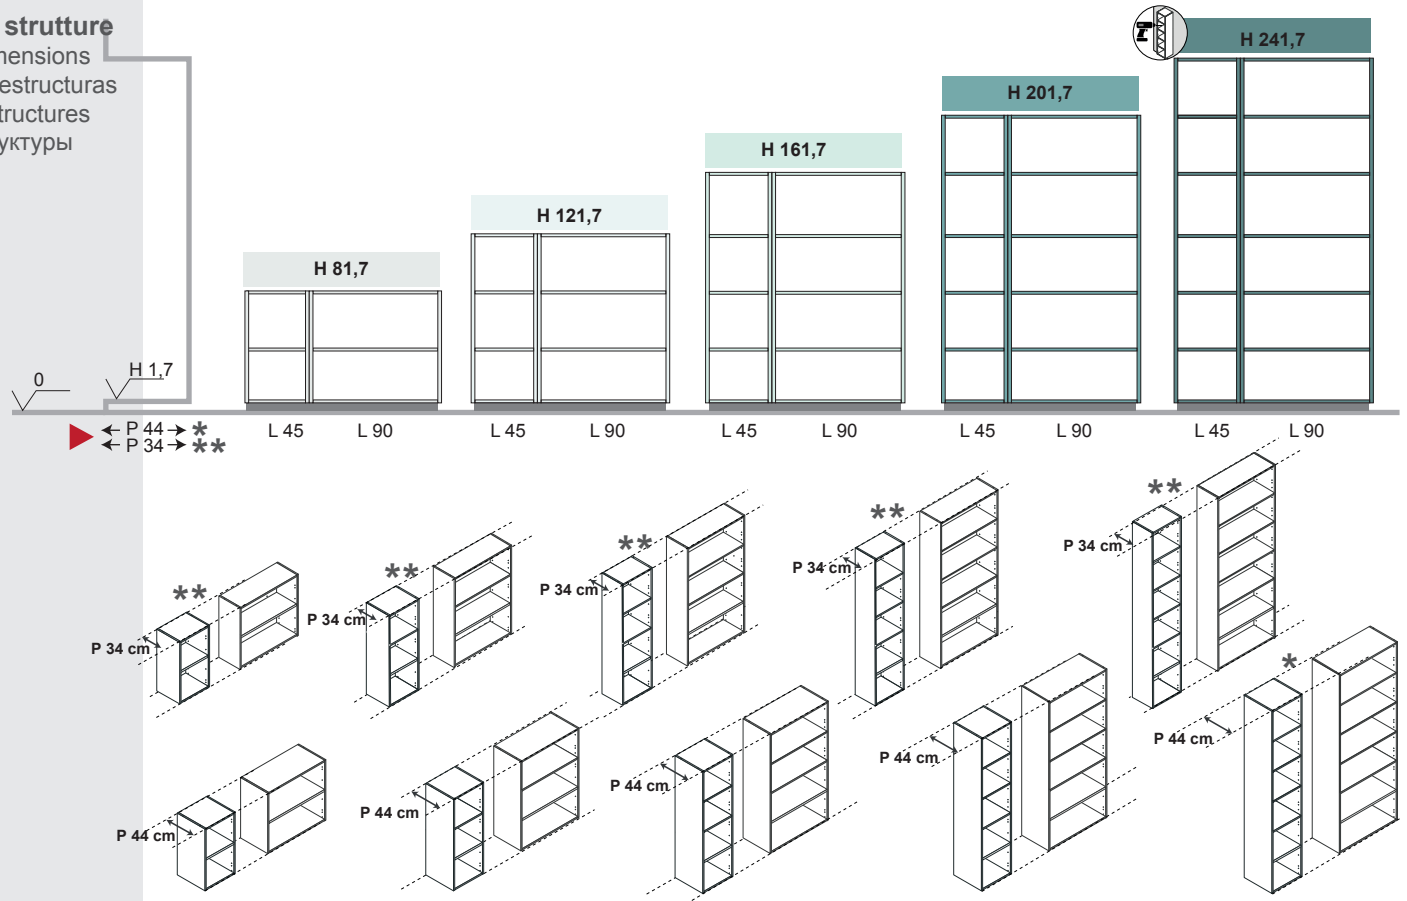 strutture
mensions
estructuras
tructures
уктуры
H 241,7
H 201,7
H 161,7
H 121,7
H 81,7
0
H 1,7
P 44 *
P 34 **
L 45 L 90 L 45 L 90 L 45 L 90 L 45 L 90 L 45 L 90
** ** ** ** **
P 34 cm P 34 cm P 34 cm P 34 cm P 34 cm
*
P 44 cm P 44 cm P 44 cm P 44 cm P 44 cm